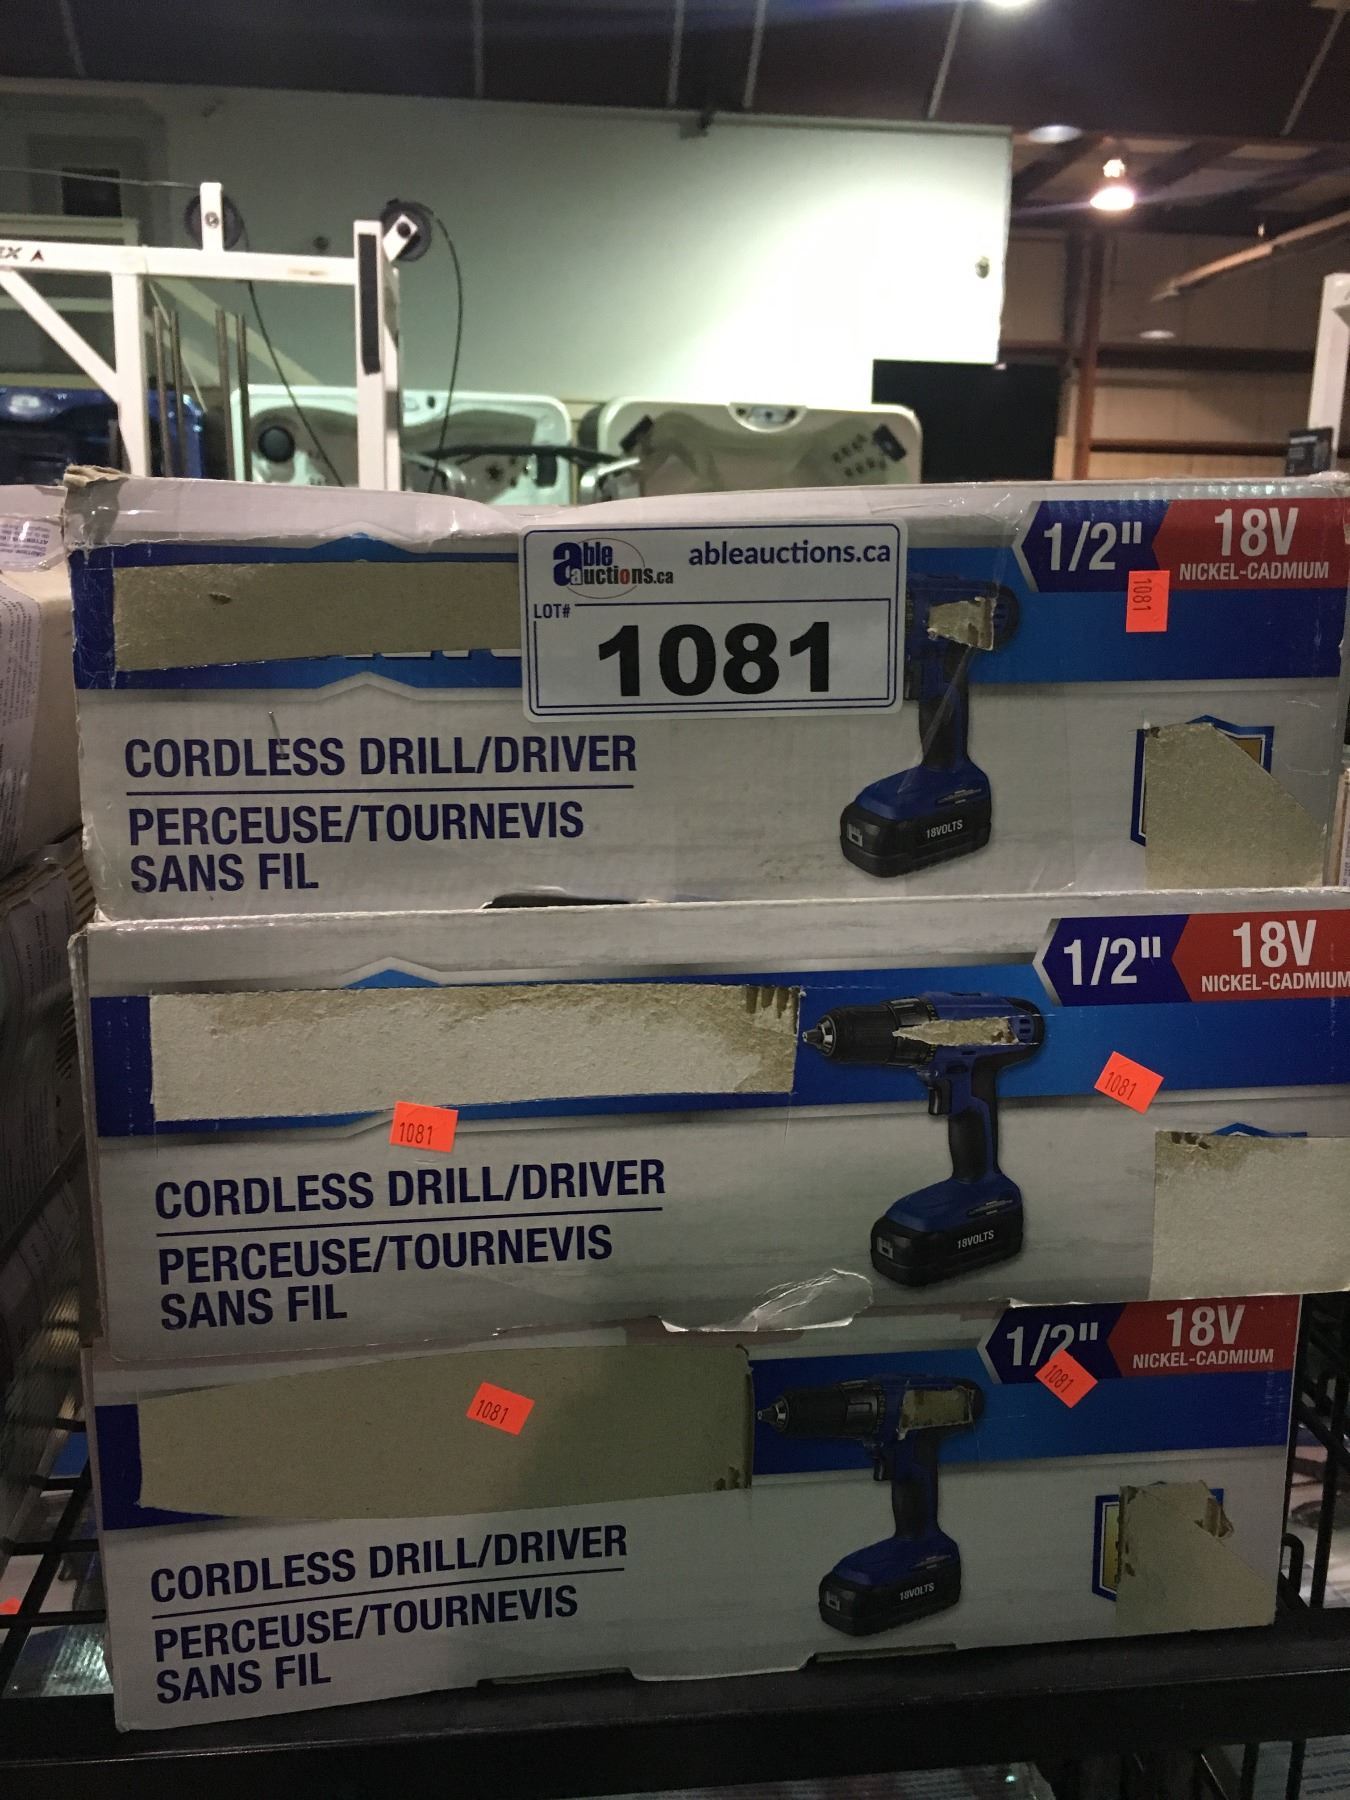 able auctions.ca
ableauctions.ca
LOT#
1081
1/2"
18V
NICKEL-CADMIUM
1081
CORDLESS DRILL/DRIVER
PERCEUSE/TOURNEVIS
SANS FIL
18VOLTS
1/2"
18V
NICKEL-CADMIUM
1081
1081
CORDLESS DRILL/DRIVER
PERCEUSE/TOURNEVIS
SANS FIL
18VOLTS
1/2"
18V
NICKEL-CADMIUM
1081
1081
CORDLESS DRILL/DRIVER
PERCEUSE/TOURNEVIS
SANS FIL
18VOLTS